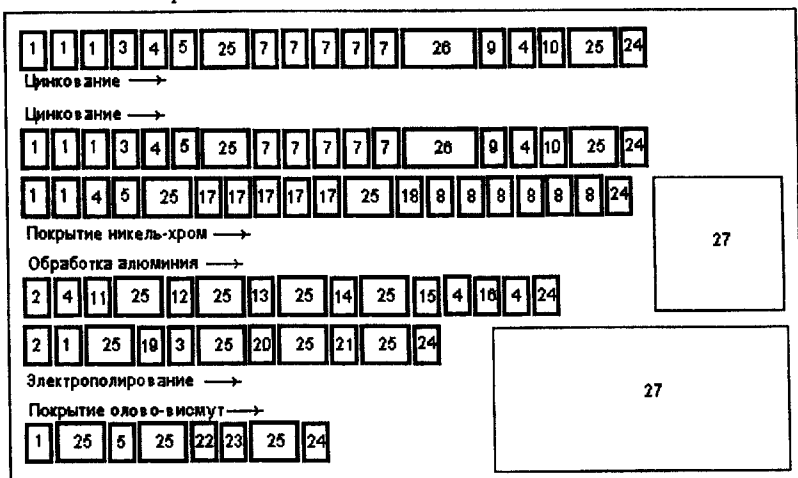 1 1 1 3 4 5 25 7 7 7 7 7 26 9 4 10 25 24
Цинкование →
Цинкование →
1 1 1 3 4 5 25 7 7 7 7 7 26 9 4 10 25 24
1 1 4 5 25 17 17 17 17 17 25 18 8 8 8 8 8 8 24
Покрытие никель-хром →
27
Обработка алюминия →
2 4 11 25 12 25 13 25 14 25 15 4 16 4 24
2 1 25 19 3 25 20 25 21 25 24
Электрополирование →
27
Покрытие олово-висмут →
1 25 5 25 22 23 25 24